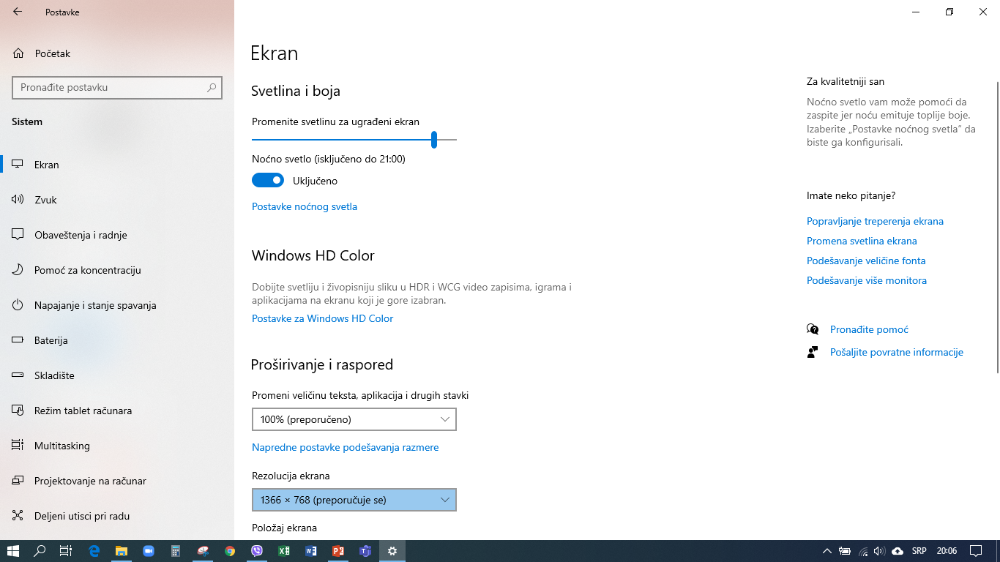 Postavke
Početak
Pronađite postavku
Sistem
Ekran
Zvuk
Obaveštenja i radnje
Pomoć za koncentraciju
Napajanje i stanje spavanja
Baterija
Skladište
Režim tablet računara
Multitasking
Projektovanje na računar
Deljeni utisci pri radu
Ekran
Svetlina i boja
Promenite svetlinu za ugrađeni ekran
Noćno svetlo (isključeno do 21:00)
Uključeno
Postavke noćnog svetla
Windows HD Color
Dobijte svetliju i živopisniju sliku u HDR i WCG video zapisima, igrama i
aplikacijama na ekranu koji je gore izabran.
Postavke za Windows HD Color
Proširivanje i raspored
Promeni veličinu teksta, aplikacija i drugih stavki
100% (preporučeno)
Napredne postavke podešavanja razmere
Rezolucija ekrana
1366 × 768 (preporučuje se)
Položaj ekrana
Za kvalitetniji san
Noćno svetlo vam može pomoći da
zaspite jer noću emituje toplije boje.
Izaberite „Postavke noćnog svetla“ da
biste ga konfigurisali.
Imate neko pitanje?
Popravljanje treperenja ekrana
Promena svetlina ekrana
Podešavanje veličine fonta
Podešavanje više monitora
Pronađite pomoć
Pošaljite povratne informacije
SRP
20:06